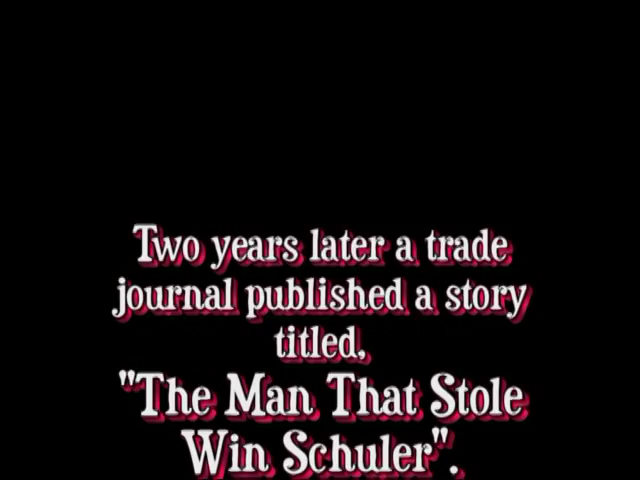 Two years later a trade
journal published a story
titled,
"The Man That Stole
Win Schuler".